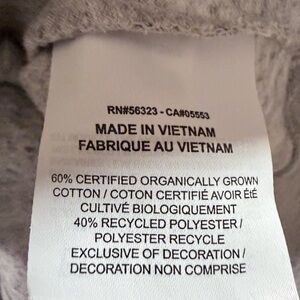 RN#56323 - CA#05553
MADE IN VIETNAM
FABRIQUE AU VIETNAM
60% CERTIFIED ORGANICALLY GROWN
COTTON / COTON CERTIFIÉ AVOIR ÉTÉ
CULTIVÉ BIOLOGIQUEMENT
40% RECYCLED POLYESTER /
POLYESTER RECYCLE
EXCLUSIVE OF DECORATION /
DECORATION NON COMPRISE